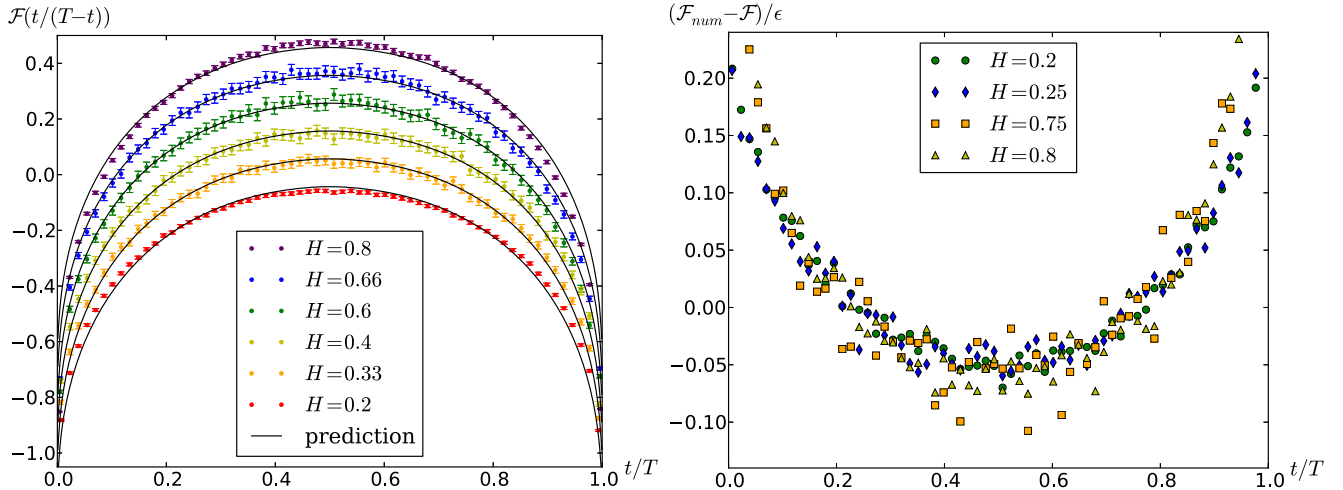 𝓕(t/(T−t))
0.4
0.2
0.0
−0.2
−0.4
−0.6
−0.8
−1.0
0.0 0.2 0.4 0.6 0.8 1.0
t/T
H=0.8
H=0.66
H=0.6
H=0.4
H=0.33
H=0.2
prediction
(𝓕num−𝓕)/ϵ
0.20
0.15
0.10
0.05
0.00
−0.05
−0.10
0.0 0.2 0.4 0.6 0.8 1.0
t/T
H=0.2
H=0.25
H=0.75
H=0.8